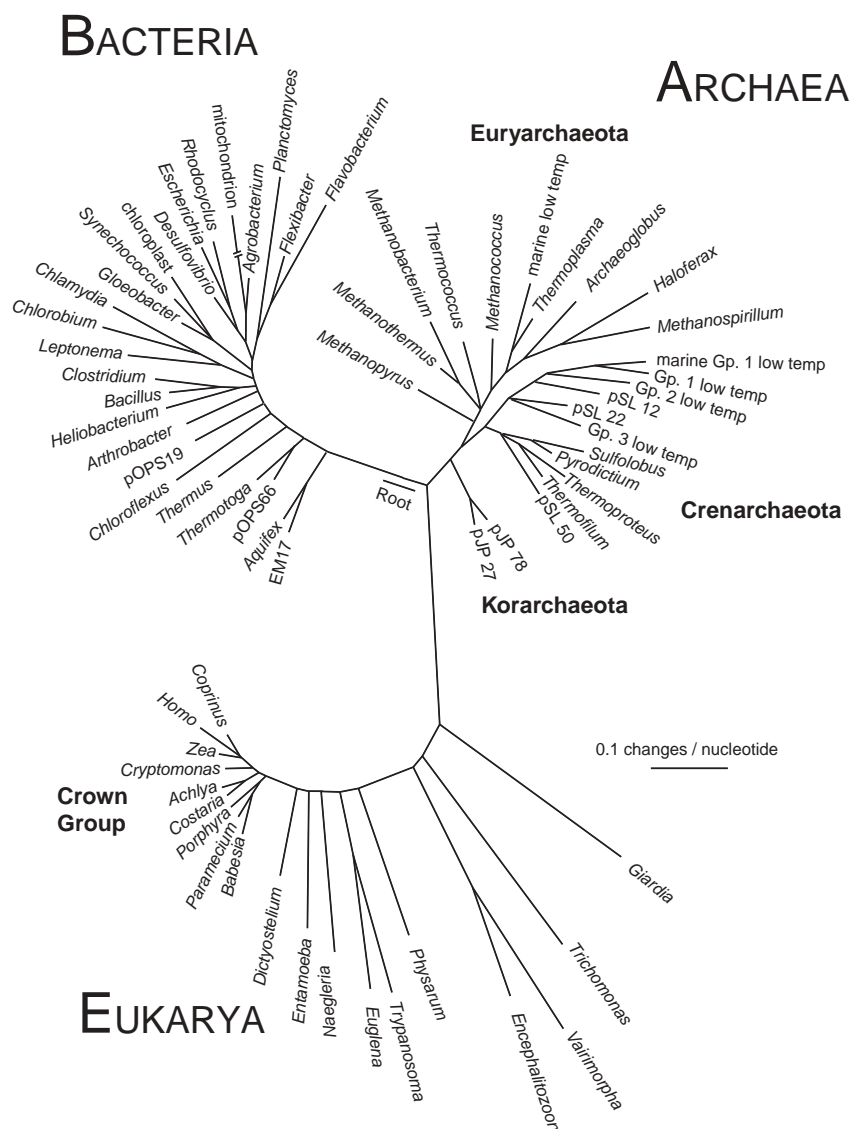 BACTERIA
ARCHAEA
Euryarchaeota
Planctomyces
Flavobacterium
mitochondrion
Rhodocyclus
Escherichia
Desulfovibrio
Agrobacterium
Flexibacter
chloroplast
Synechococcus
Gloeobacter
Chlamydia
Chlorobium
Leptonema
Clostridium
Bacillus
Heliobacterium
Arthrobacter
pOPS19
Chloroflexus
Thermus
Thermotoga
pOPS66
Aquifex
EM17
Root
Methanopyrus
Methanothermus
Methanobacterium
Thermococcus
Methanococcus
marine low temp
Thermoplasma
Archaeoglobus
Haloferax
Methanospirillum
marine Gp. 1 low temp
Gp. 1 low temp
Gp. 2 low temp
pSL 12
pSL 22
Gp. 3 low temp
Sulfolobus
Pyrodictium
Thermoproteus
Thermofilum
pSL 50
Crenarchaeota
pJP 78
pJP 27
Korarchaeota
0.1 changes / nucleotide
Coprinus
Homo
Zea
Cryptomonas
Achlya
Costaria
Porphyra
Paramecium
Babesia
Crown
Group
Dictyostelium
Entamoeba
Naegleria
Euglena
Trypanosoma
Physarum
Encephalitozoon
Vairimorpha
Trichomonas
Giardia
EUKARYA